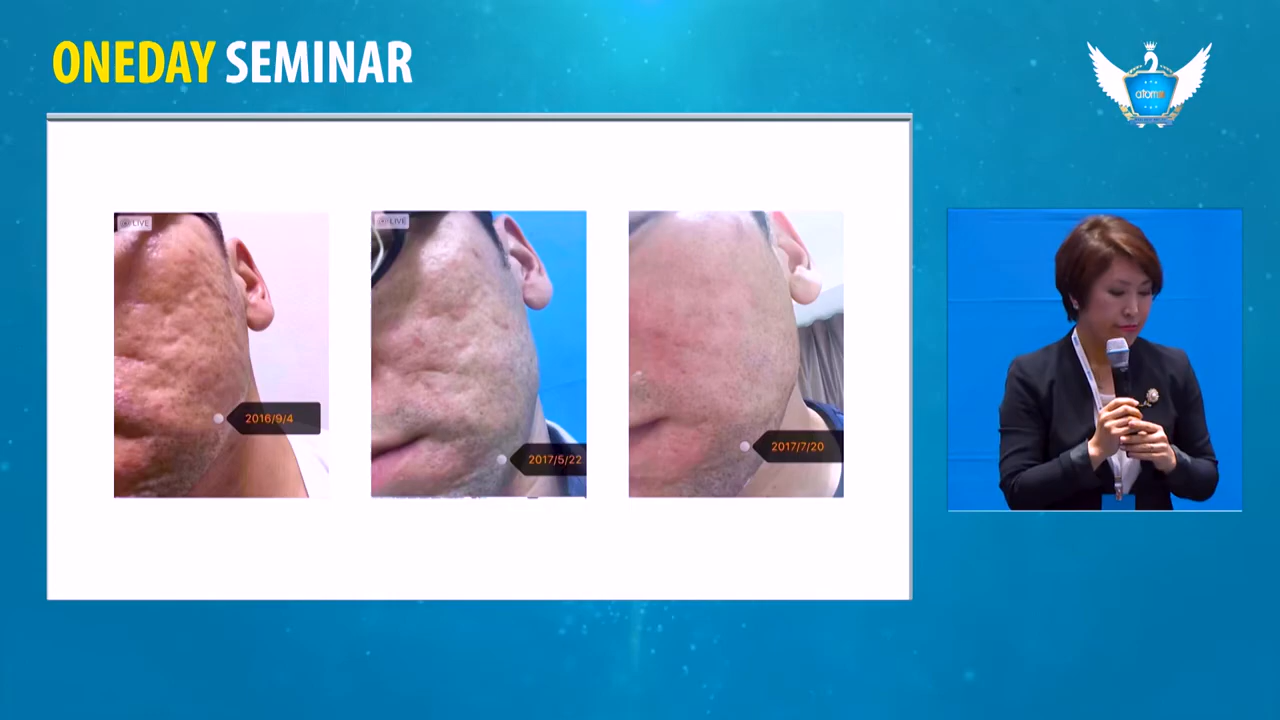 ONEDAY SEMINAR
atomy
LIVE
LIVE
2016/9/4
2017/5/22
2017/7/20